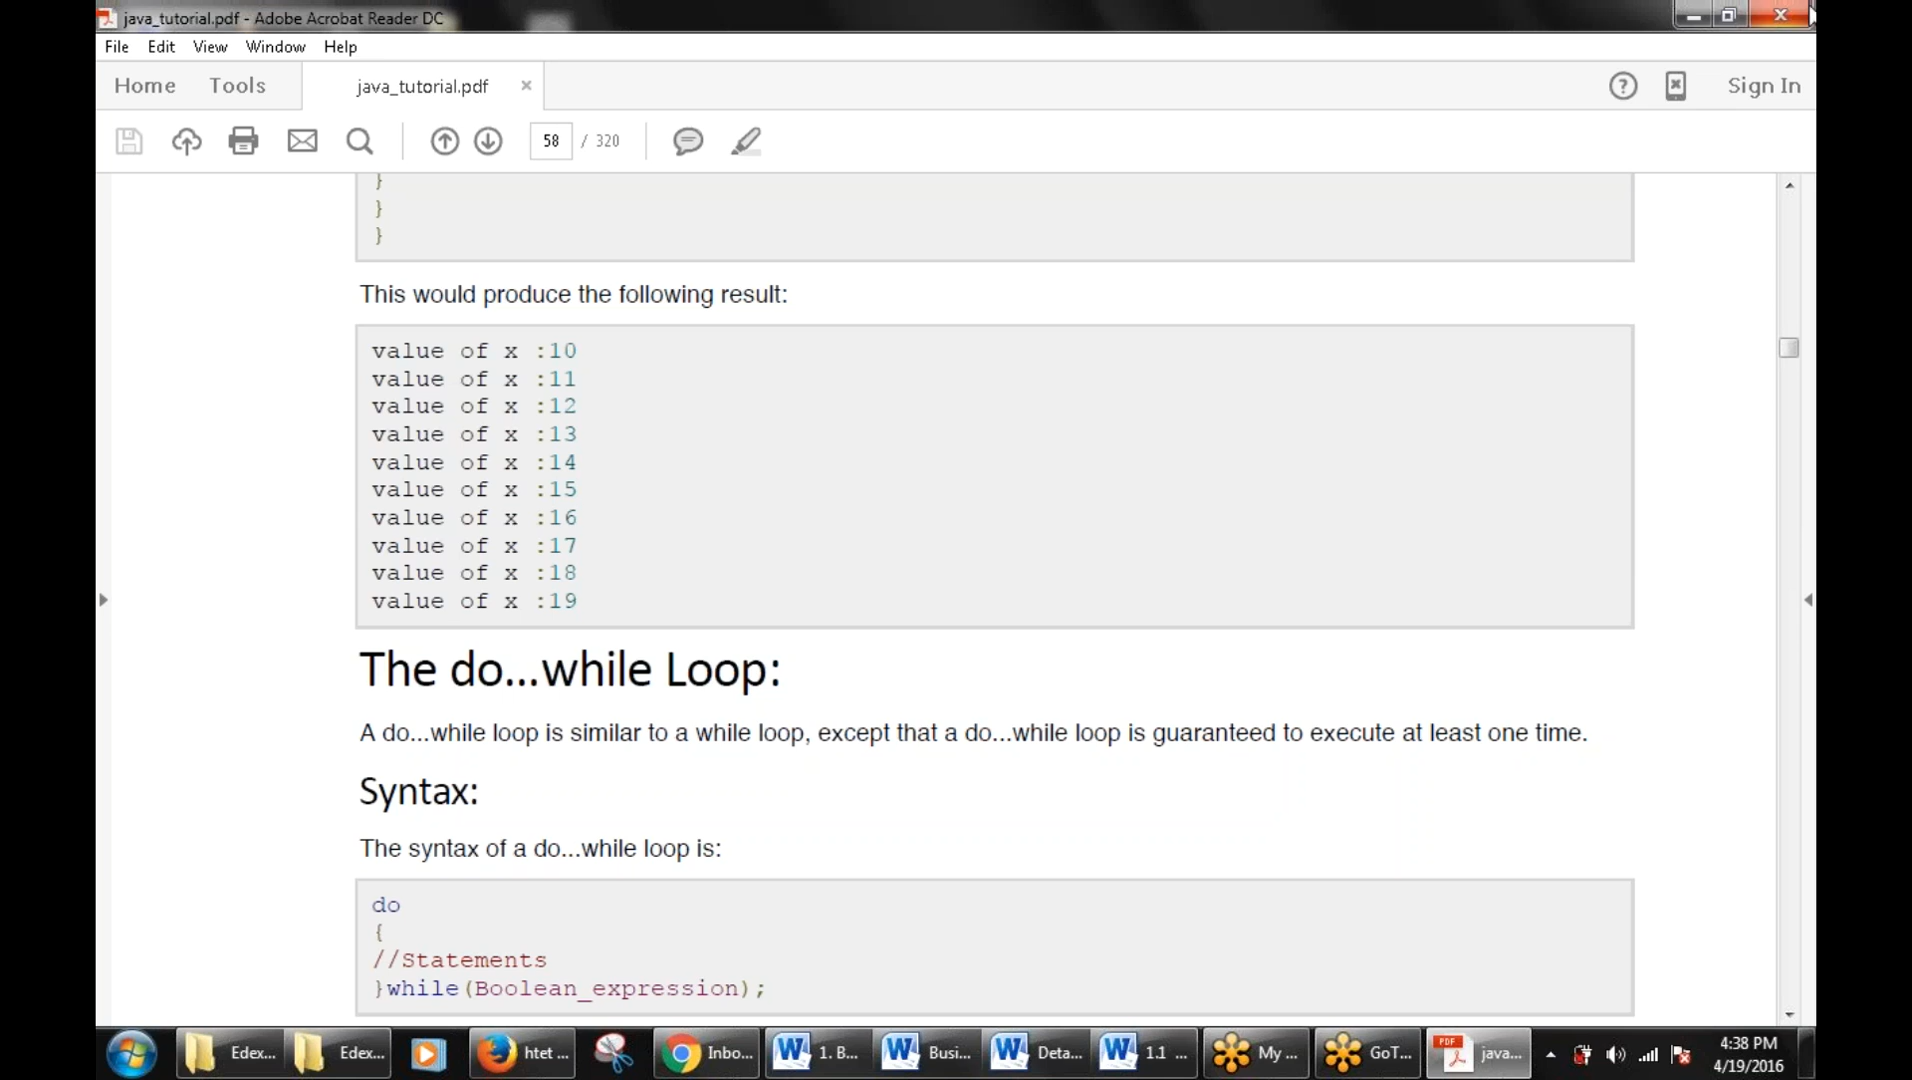 java_tutorial.pdf - Adobe Acrobat Reader DC
File Edit View Window Help
Home Tools java_tutorial.pdf × ? Sign In
58 / 320
}
}
}
This would produce the following result:
value of x :10
value of x :11
value of x :12
value of x :13
value of x :14
value of x :15
value of x :16
value of x :17
value of x :18
value of x :19
The do...while Loop:
A do...while loop is similar to a while loop, except that a do...while loop is guaranteed to execute at least one time.
Syntax:
The syntax of a do...while loop is:
do
{
//Statements
}while(Boolean_expression);
Edex... Edex... htet ... Inbo... 1. B... Busi... Deta... 1.1 ... My ... GoT... PDF java... 4:38 PM
4/19/2016